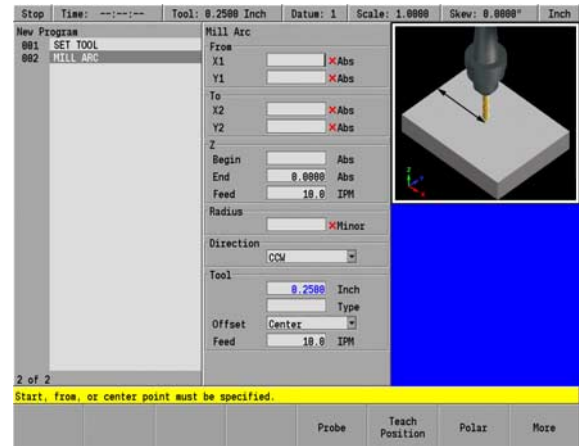 Stop Time: --:--:-- Tool: 0.2500 Inch Datum: 1 Scale: 1.0000 Skew: 0.0000° Inch
New Program
001 SET TOOL
002 MILL ARC
2 of 2
Mill Arc
From
X1 ×Abs
Y1 ×Abs
To
X2 ×Abs
Y2 ×Abs
Z
Begin Abs
End 0.0000 Abs
Feed 10.0 IPM
Radius
×Minor
Direction
CCW
Tool
0.2500 Inch
Type
Offset Center
Feed 10.0 IPM
Z
Start, from, or center point must be specified.
Probe Teach Position Polar More